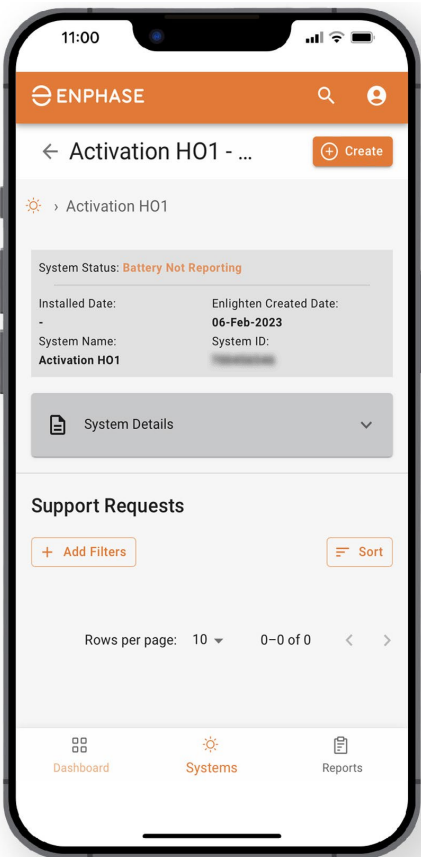 11:00
ENPHASE
Activation HO1 - ...
Create
› Activation HO1
System Status: Battery Not Reporting
Installed Date: Enlighten Created Date:
- 06-Feb-2023
System Name: System ID:
Activation HO1
System Details
Support Requests
+ Add Filters Sort
Rows per page: 10 0–0 of 0
Dashboard Systems Reports